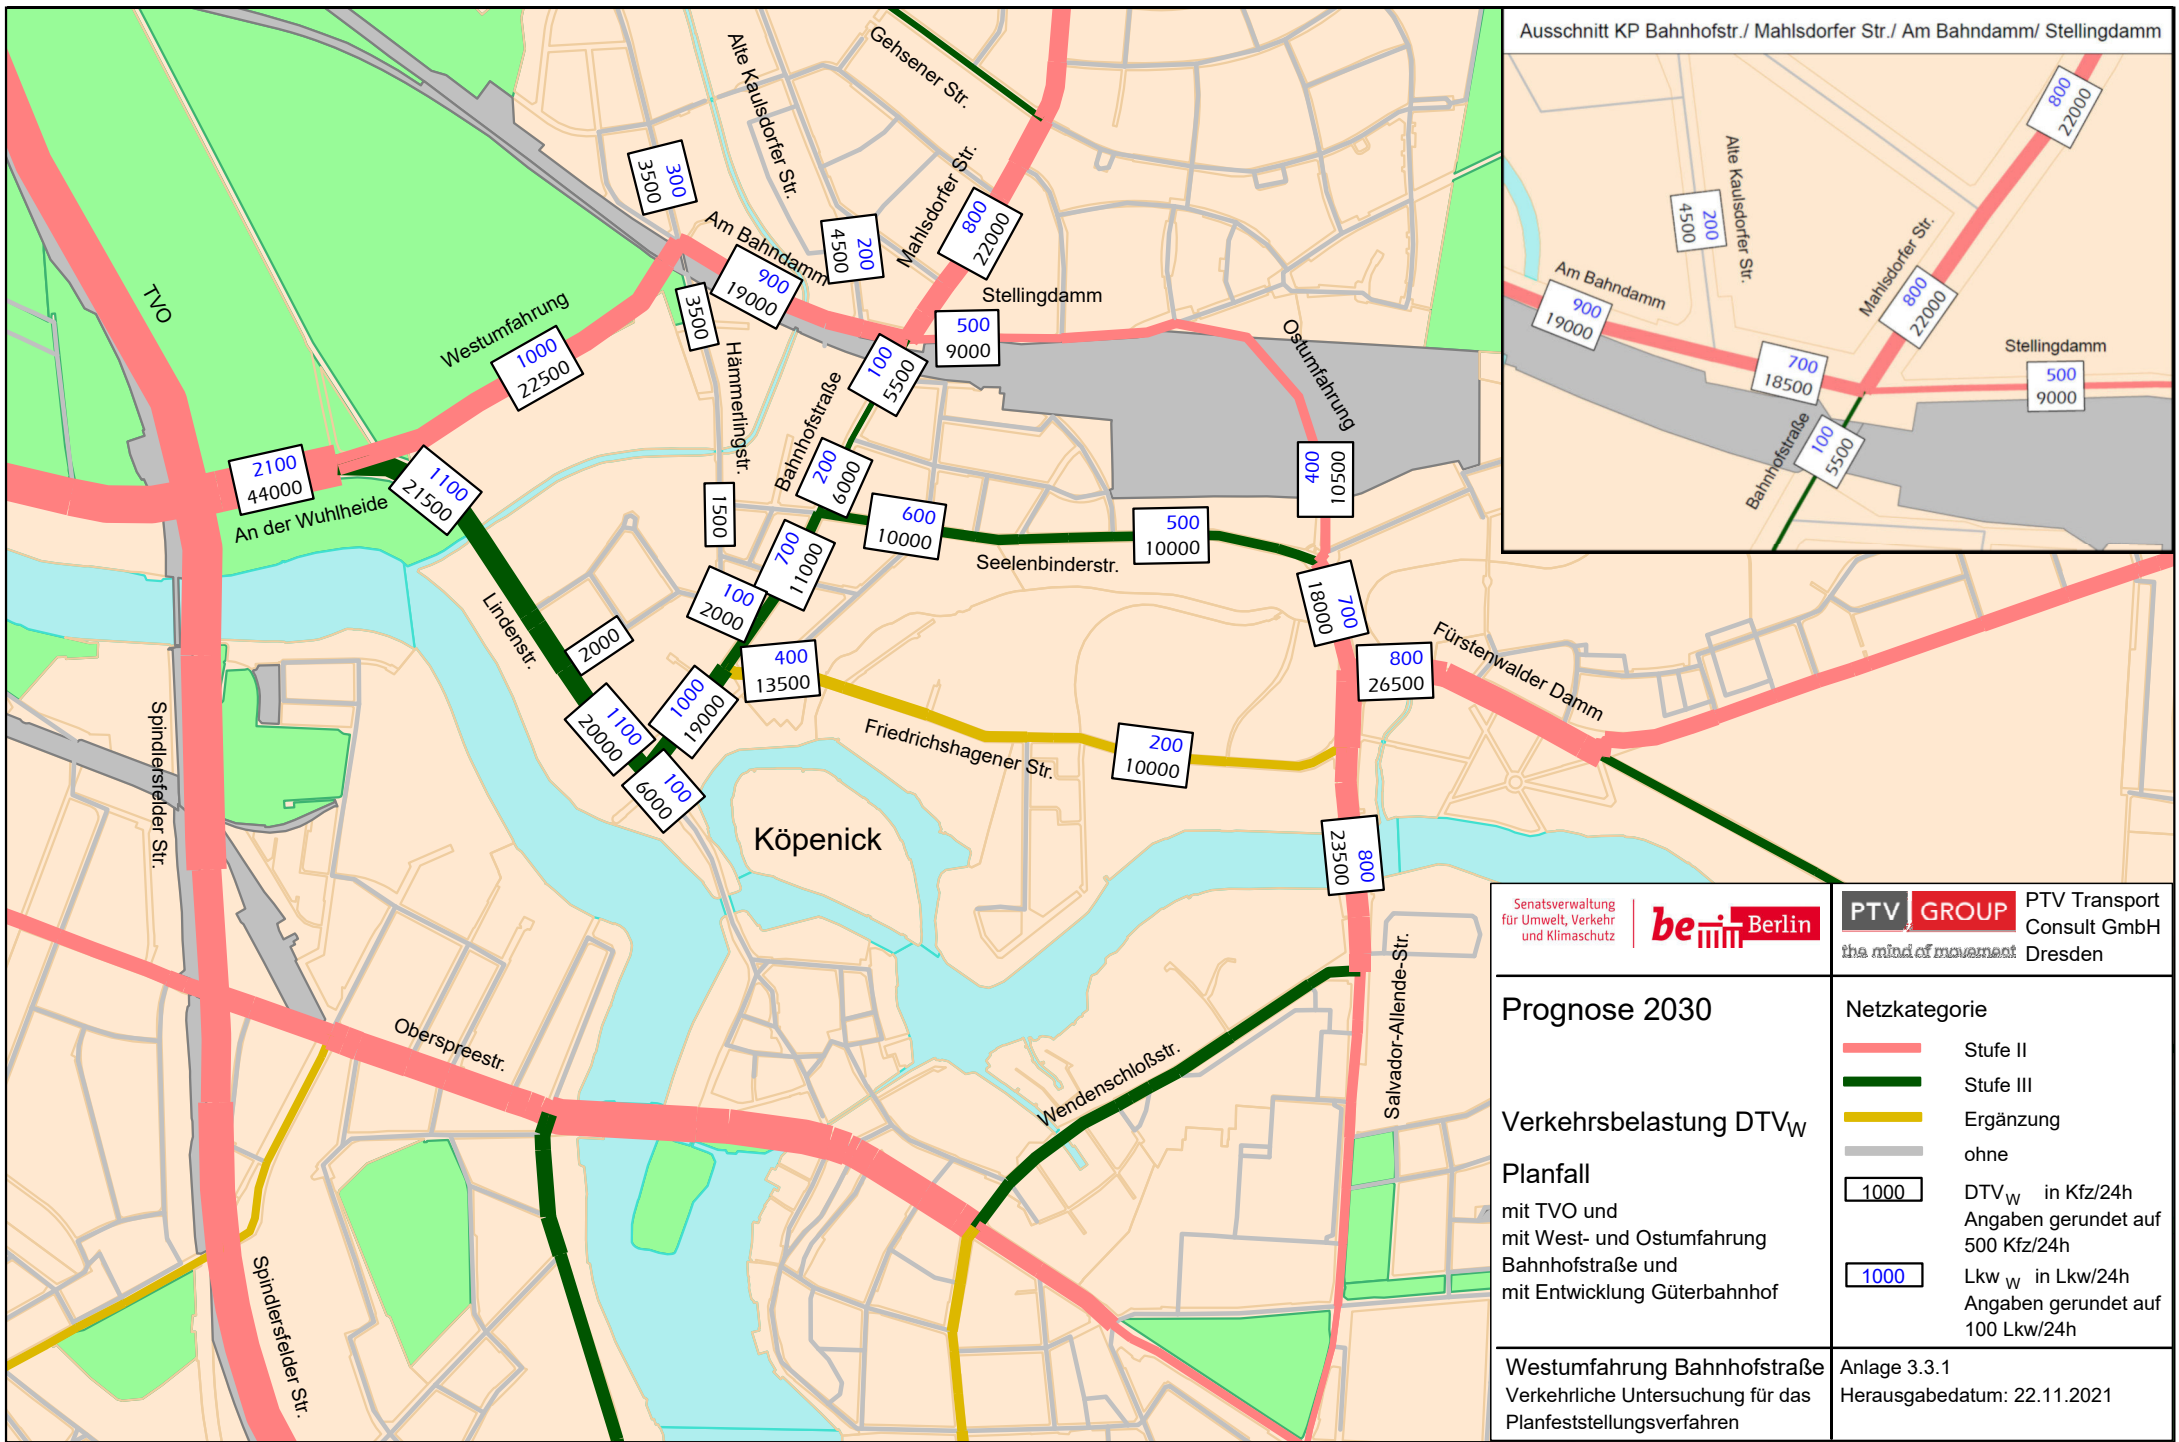 Gehsener Str.
Alte Kaulsdorfer Str.
Mahlsdorfer Str.
300
3500
Am Bahndamm
200
4500
800
22000
900
19000
Stellingdamm
500
9000
TVO
Westumfahrung
1000
22500
3500
Hämmerlingstr.
100
5500
Ostumfahrung
Bahnhofstraße
200
6000
400
10500
2100
44000
An der Wuhlheide
1100
21500
1500
600
10000
500
10000
Seelenbinderstr.
700
11000
100
2000
Lindenstr.
2000
700
18000
400
13500
800
26500
Fürstenwalder Damm
1000
19000
1100
20000
Friedrichshagener Str.
200
10000
100
6000
Spindlersfelder Str.
Köpenick
800
23500
Salvador-Allende-Str.
Oberspreestr.
Wendenschloßstr.
Spindlersfelder Str.
Ausschnitt KP Bahnhofstr./ Mahlsdorfer Str./ Am Bahndamm/ Stellingdamm
800
22000
Alte Kaulsdorfer Str.
200
4500
Mahlsdorfer Str.
Am Bahndamm
900
19000
800
22000
Stellingdamm
700
18500
500
9000
Bahnhofstraße
100
5500
Senatsverwaltung
für Umwelt, Verkehr
und Klimaschutz
be Berlin
PTV GROUP
the mind of movement
PTV Transport
Consult GmbH
Dresden
Prognose 2030
Verkehrsbelastung DTVW
Planfall
mit TVO und
mit West- und Ostumfahrung
Bahnhofstraße und
mit Entwicklung Güterbahnhof
Netzkategorie
Stufe II
Stufe III
Ergänzung
ohne
1000 DTVW in Kfz/24h
Angaben gerundet auf
500 Kfz/24h
1000 Lkw W in Lkw/24h
Angaben gerundet auf
100 Lkw/24h
Westumfahrung Bahnhofstraße
Verkehrliche Untersuchung für das
Planfeststellungsverfahren
Anlage 3.3.1
Herausgabedatum: 22.11.2021